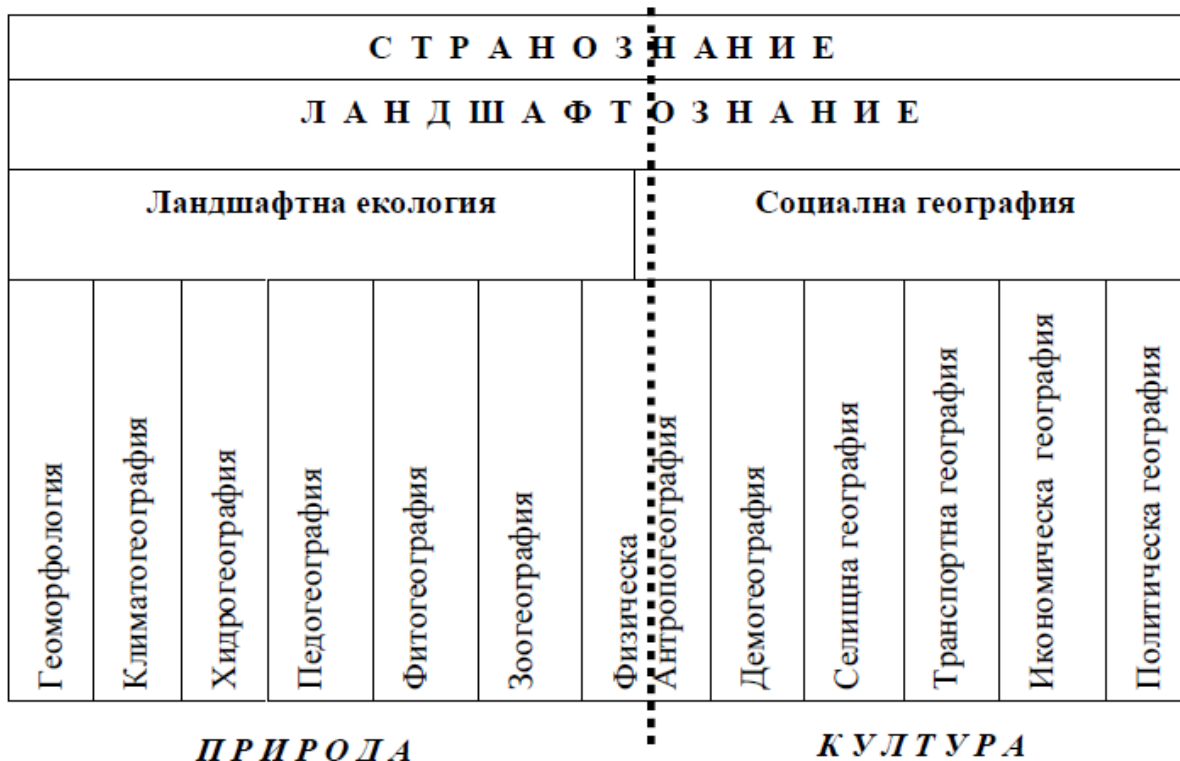 С Т Р А Н О З Н А Н И Е
Л А Н Д Ш А Ф Т О З Н А Н И Е
Ландшафтна екология
Социална география
Геоморфология
Климатогеография
Хидрогеография
Педогеография
Фитогеография
Зоогеография
Физическа
Антропогеография
Демогеография
Селищна география
Транспортна география
Икономическа география
Политическа география
П Р И Р О Д А
К У Л Т У Р А